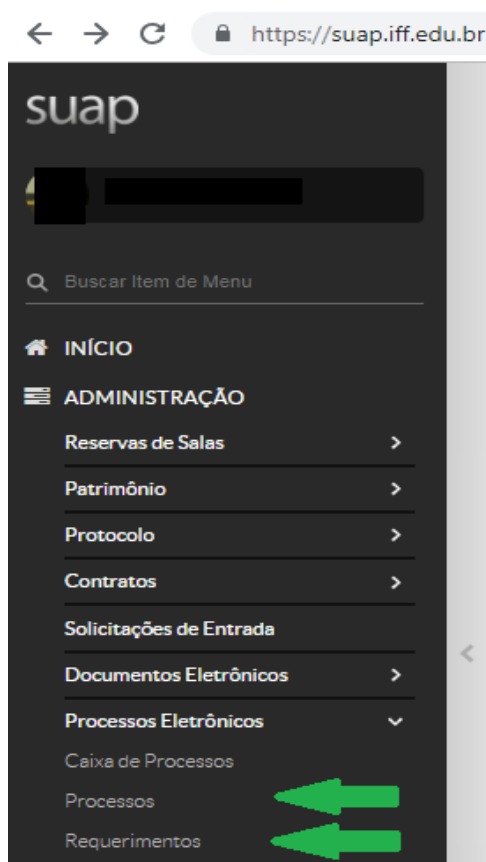 https://suap.iff.edu.br
suap
Buscar Item de Menu
INÍCIO
ADMINISTRAÇÃO
Reservas de Salas
Patrimônio
Protocolo
Contratos
Solicitações de Entrada
Documentos Eletrônicos
Processos Eletrônicos
Caixa de Processos
Processos
Requerimentos